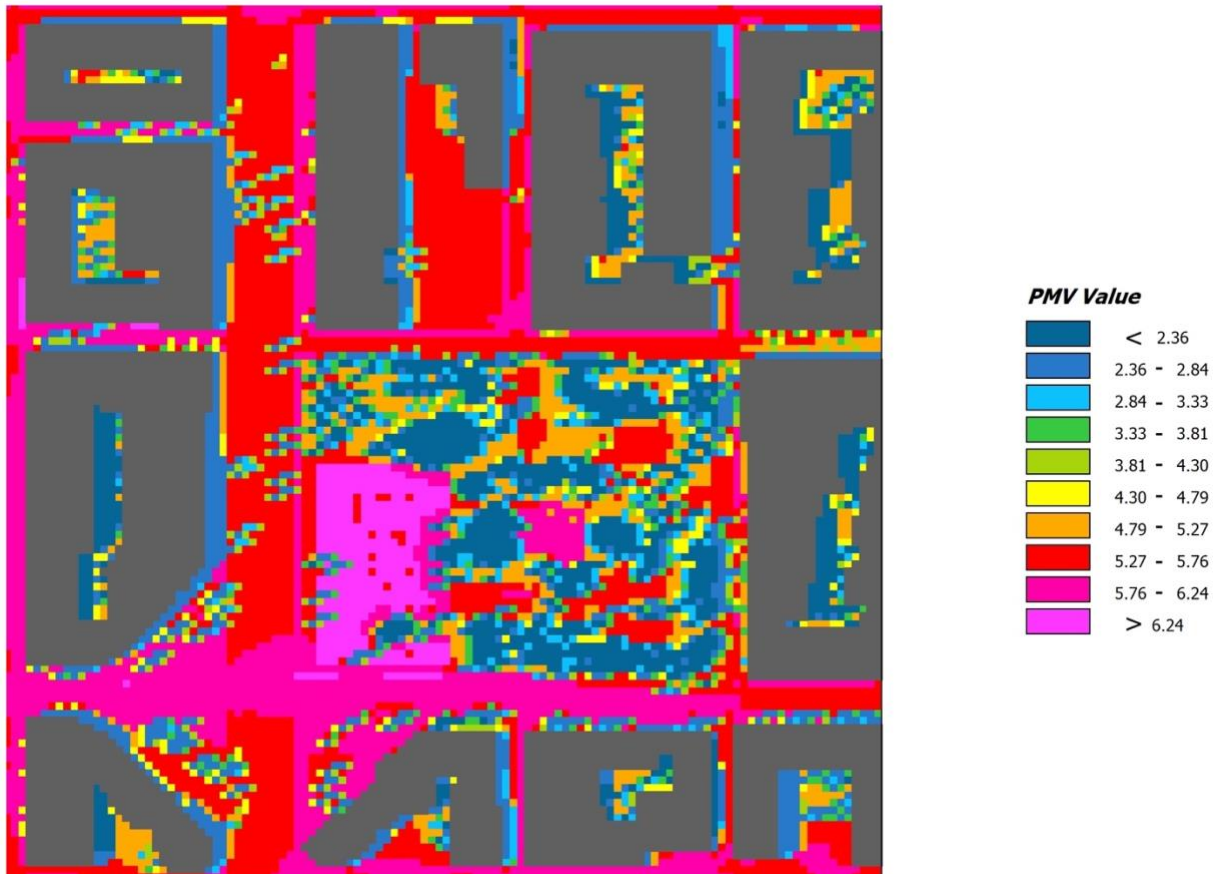 PMV Value
< 2.36
2.36 - 2.84
2.84 - 3.33
3.33 - 3.81
3.81 - 4.30
4.30 - 4.79
4.79 - 5.27
5.27 - 5.76
5.76 - 6.24
> 6.24